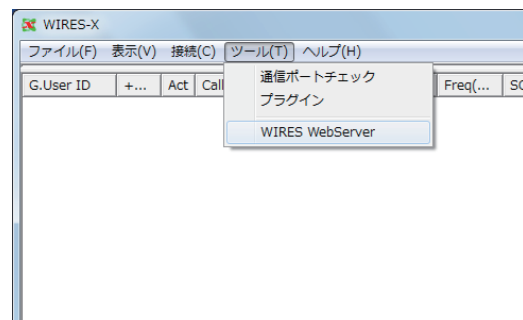 WIRES-X
ファイル(F) 表示(V) 接続(C) ツール(T) ヘルプ(H)
通信ポートチェック
プラグイン
WIRES WebServer
G.User ID +... Act Call Freq(... SC